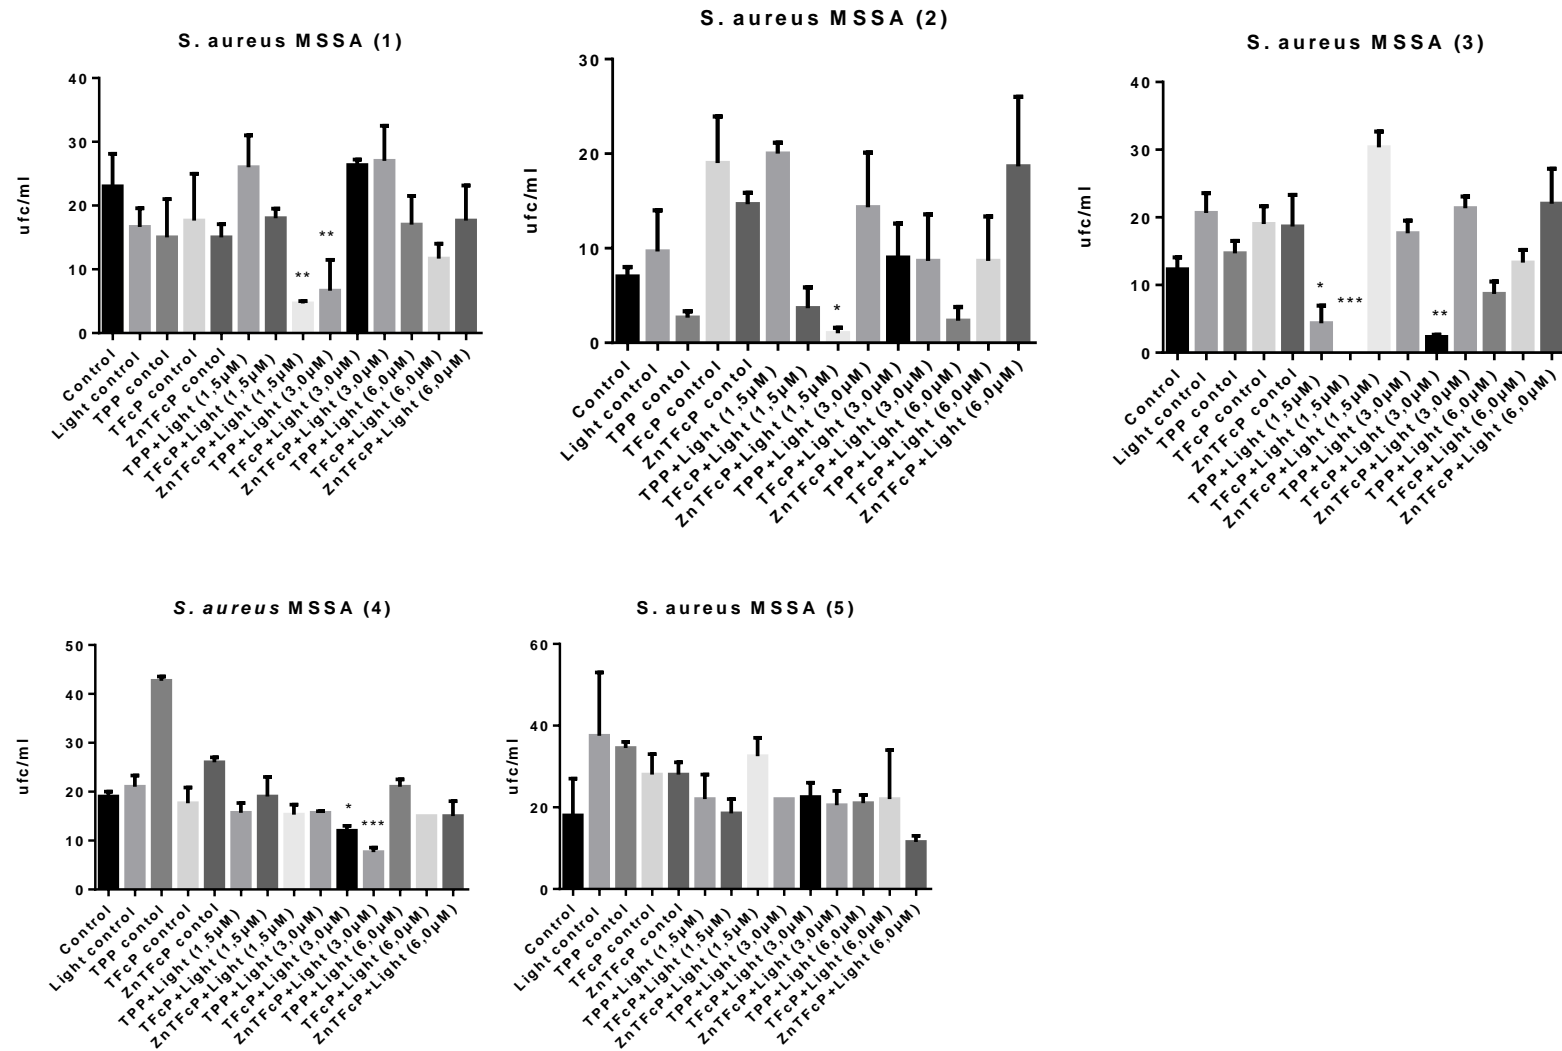 S. aureus MSSA (1)
ufc/ml
40
30
20
10
0
**
**
Control
Light control
TPP contol
TFcP control
ZnTFcP contol
TPP+Light (1,5µM)
TFcP+Light (1,5µM)
ZnTFcP+Light (1,5µM)
TPP+Light (3,0µM)
TFcP+Light (3,0µM)
ZnTFcP+Light (3,0µM)
TPP+Light (6,0µM)
TFcP+Light (6,0µM)
ZnTFcP+Light (6,0µM)
S. aureus MSSA (2)
ufc/ml
30
20
10
0
*
Control
Light control
TPP contol
TFcP control
ZnTFcP contol
TPP+Light (1,5µM)
TFcP+Light (1,5µM)
ZnTFcP+Light (1,5µM)
TPP+Light (3,0µM)
TFcP+Light (3,0µM)
ZnTFcP+Light (3,0µM)
TPP+Light (6,0µM)
TFcP+Light (6,0µM)
ZnTFcP+Light (6,0µM)
S. aureus MSSA (3)
ufc/ml
40
30
20
10
0
*
***
**
Control
Light control
TPP contol
TFcP control
ZnTFcP contol
TPP+Light (1,5µM)
TFcP+Light (1,5µM)
ZnTFcP+Light (1,5µM)
TPP+Light (3,0µM)
TFcP+Light (3,0µM)
ZnTFcP+Light (3,0µM)
TPP+Light (6,0µM)
TFcP+Light (6,0µM)
ZnTFcP+Light (6,0µM)
S. aureus MSSA (4)
ufc/ml
50
40
30
20
10
0
*
***
Control
Light control
TPP contol
TFcP control
ZnTFcP contol
TPP+Light (1,5µM)
TFcP+Light (1,5µM)
ZnTFcP+Light (1,5µM)
TPP+Light (3,0µM)
TFcP+Light (3,0µM)
ZnTFcP+Light (3,0µM)
TPP+Light (6,0µM)
TFcP+Light (6,0µM)
ZnTFcP+Light (6,0µM)
S. aureus MSSA (5)
ufc/ml
60
40
20
0
Control
Light control
TPP contol
TFcP control
ZnTFcP contol
TPP+Light (1,5µM)
TFcP+Light (1,5µM)
ZnTFcP+Light (1,5µM)
TPP+Light (3,0µM)
TFcP+Light (3,0µM)
ZnTFcP+Light (3,0µM)
TPP+Light (6,0µM)
TFcP+Light (6,0µM)
ZnTFcP+Light (6,0µM)